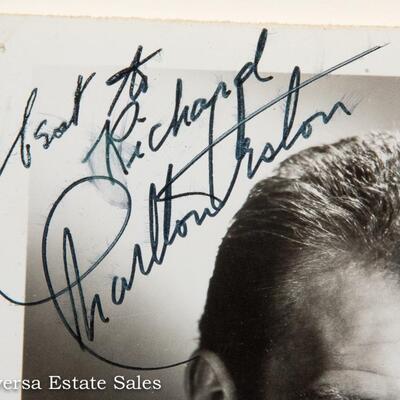 Best to
Richard
Charlton Heston
versa Estate Sales